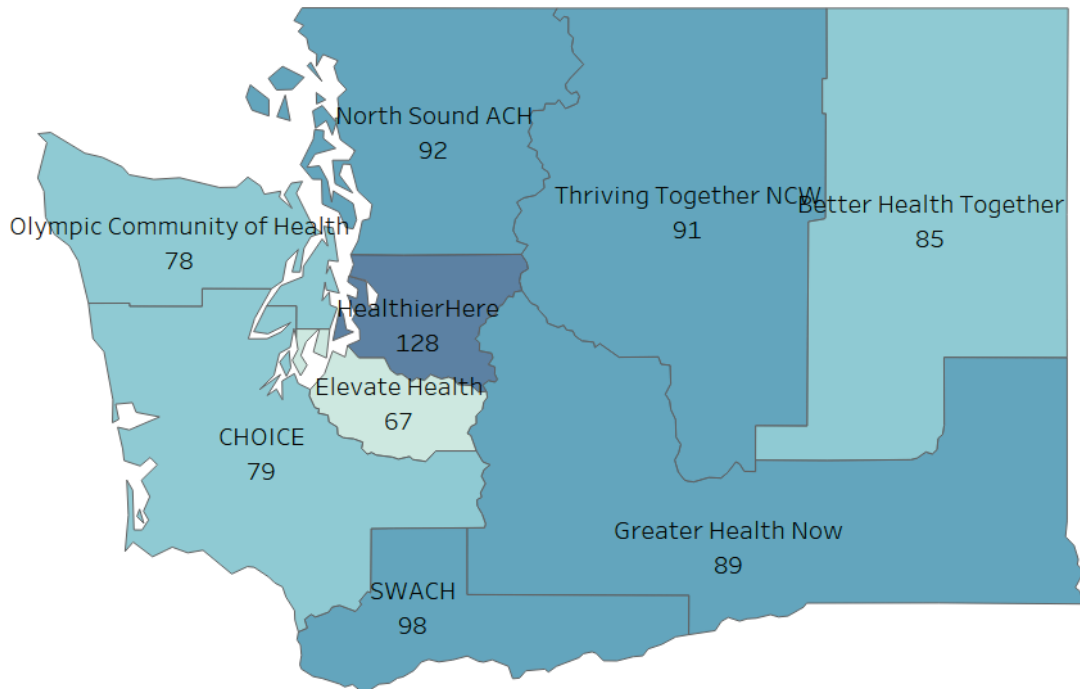 North Sound ACH
92
Thriving Together NCW
91
Better Health Together
85
Olympic Community of Health
78
HealthierHere
128
Elevate Health
67
CHOICE
79
Greater Health Now
89
SWACH
98